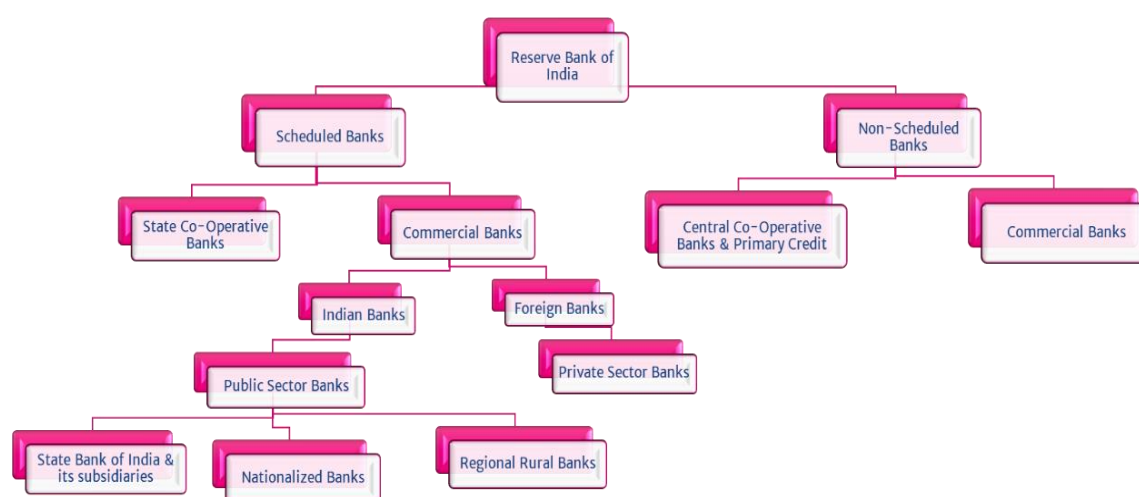 Reserve Bank of
India
Scheduled Banks
Non-Scheduled
Banks
State Co-Operative
Banks
Commercial Banks
Central Co-Operative
Banks & Primary Credit
Commercial Banks
Indian Banks
Foreign Banks
Public Sector Banks
Private Sector Banks
State Bank of India &
its subsidiaries
Nationalized Banks
Regional Rural Banks